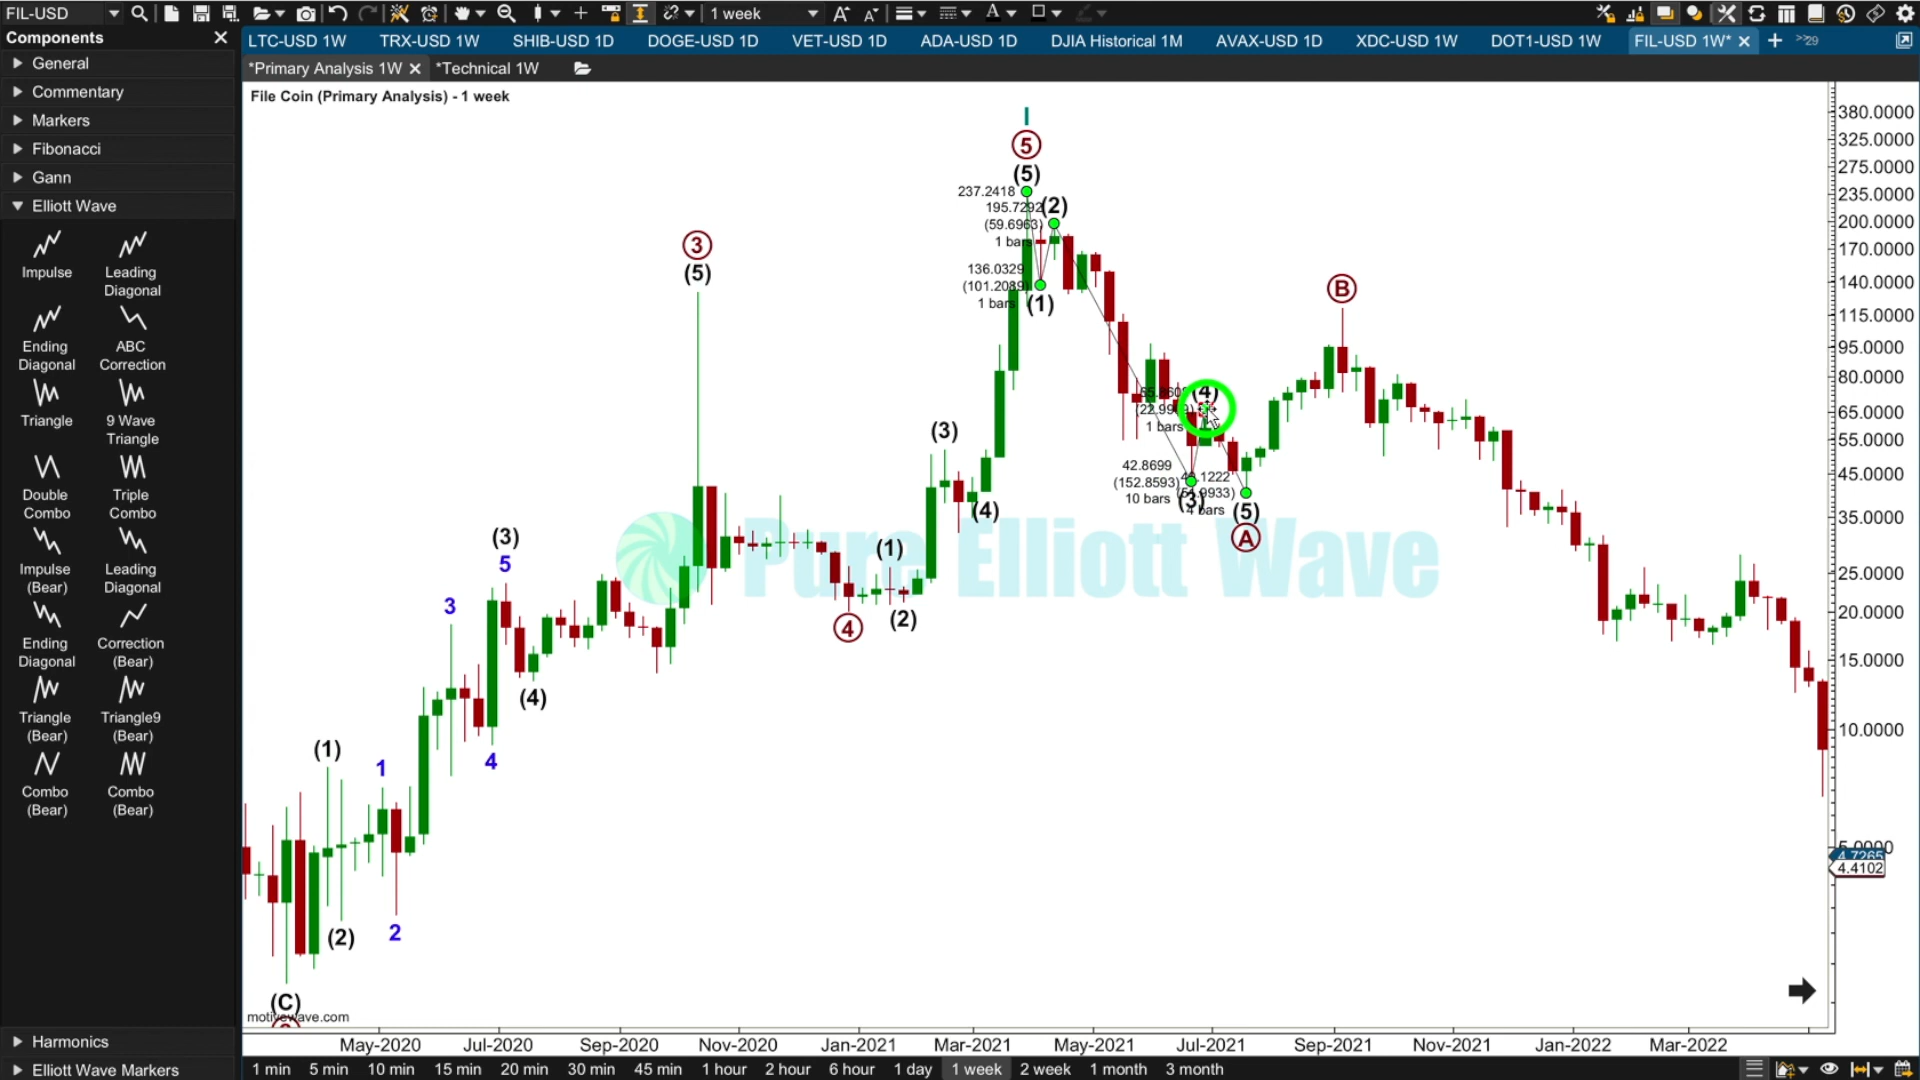 FIL-USD
1 week
Components
LTC-USD 1W
TRX-USD 1W
SHIB-USD 1D
DOGE-USD 1D
VET-USD 1D
ADA-USD 1D
DJIA Historical 1M
AVAX-USD 1D
XDC-USD 1W
DOT1-USD 1W
FIL-USD 1W*
>>29
*Primary Analysis 1W
*Technical 1W
General
Commentary
Markers
Fibonacci
Gann
Elliott Wave
Impulse
Leading
Diagonal
Ending
Diagonal
ABC
Correction
Triangle
9 Wave
Triangle
Double
Combo
Triple
Combo
Impulse
(Bear)
Leading
Diagonal
Ending
Diagonal
Correction
(Bear)
Triangle
(Bear)
Triangle9
(Bear)
Combo
(Bear)
Combo
(Bear)
Harmonics
Elliott Wave Markers
File Coin (Primary Analysis) - 1 week
I
5
(5)
237.2418
195.7292
(2)
(59.6963)
1 bars
136.0329
(101.2089)
1 bars
(1)
3
(5)
B
(4)
1 bars
42.8699
(152.8593)
10 bars
(3)
4 bars
(5)
A
(3)
(4)
(1)
(2)
4
(3)
5
3
(4)
4
(1)
1
(2)
2
(C)
Pure Elliott Wave
motivewave.com
380.0000
325.0000
275.0000
235.0000
200.0000
170.0000
140.0000
115.0000
95.0000
80.0000
65.0000
55.0000
45.0000
35.0000
25.0000
20.0000
15.0000
10.0000
5.0000
4.7265
4.4102
May-2020
Jul-2020
Sep-2020
Nov-2020
Jan-2021
Mar-2021
May-2021
Jul-2021
Sep-2021
Nov-2021
Jan-2022
Mar-2022
1 min
5 min
10 min
15 min
20 min
30 min
45 min
1 hour
2 hour
6 hour
1 day
1 week
2 week
1 month
3 month